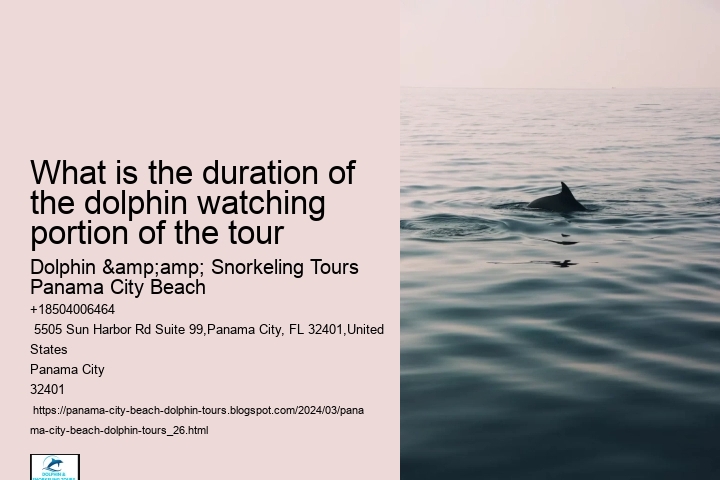 What is the duration of
the dolphin watching
portion of the tour
Dolphin &amp;amp; Snorkeling Tours
Panama City Beach
+18504006464
5505 Sun Harbor Rd Suite 99,Panama City, FL 32401,United
States
Panama City
32401
https://panama-city-beach-dolphin-tours.blogspot.com/2024/03/pana
ma-city-beach-dolphin-tours_26.html
DOLPHIN &
SNORKELING TOURS